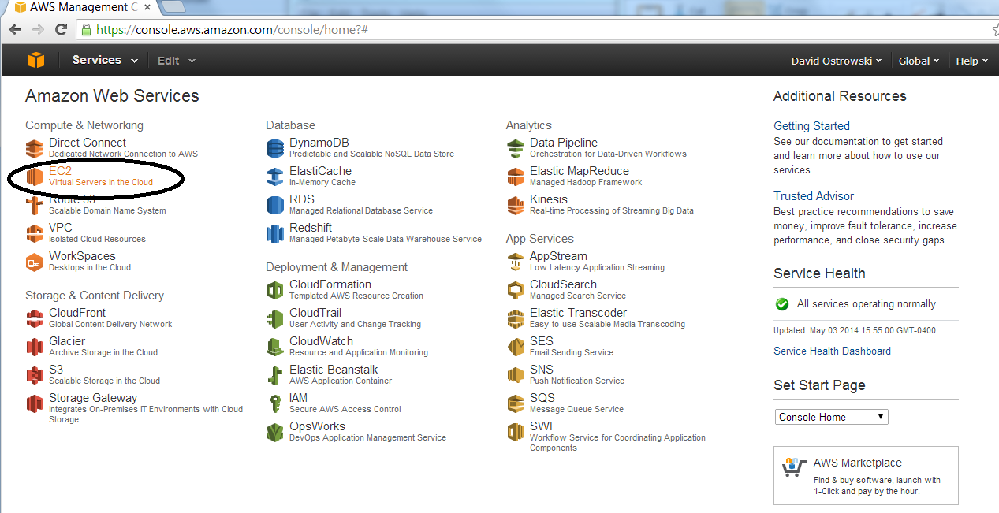 AWS Management C
https://console.aws.amazon.com/console/home?#
Services Edit David Ostrowski Global Help
Amazon Web Services
Compute & Networking
Direct Connect
Dedicated Network Connection to AWS
EC2
Virtual Servers in the Cloud
Route 53
Scalable Domain Name System
VPC
Isolated Cloud Resources
WorkSpaces
Desktops in the Cloud
Storage & Content Delivery
CloudFront
Global Content Delivery Network
Glacier
Archive Storage in the Cloud
S3
Scalable Storage in the Cloud
Storage Gateway
Integrates On-Premises IT Environments with Cloud
Storage
Database
DynamoDB
Predictable and Scalable NoSQL Data Store
ElastiCache
In-Memory Cache
RDS
Managed Relational Database Service
Redshift
Managed Petabyte-Scale Data Warehouse Service
Deployment & Management
CloudFormation
Templated AWS Resource Creation
CloudTrail
User Activity and Change Tracking
CloudWatch
Resource and Application Monitoring
Elastic Beanstalk
AWS Application Container
IAM
Secure AWS Access Control
OpsWorks
DevOps Application Management Service
Analytics
Data Pipeline
Orchestration for Data-Driven Workflows
Elastic MapReduce
Managed Hadoop Framework
Kinesis
Real-time Processing of Streaming Big Data
App Services
AppStream
Low Latency Application Streaming
CloudSearch
Managed Search Service
Elastic Transcoder
Easy-to-use Scalable Media Transcoding
SES
Email Sending Service
SNS
Push Notification Service
SQS
Message Queue Service
SWF
Workflow Service for Coordinating Application
Components
Additional Resources
Getting Started
See our documentation to get started
and learn more about how to use our
services.
Trusted Advisor
Best practice recommendations to save
money, improve fault tolerance, increase
performance, and close security gaps.
Service Health
All services operating normally.
Updated: May 03 2014 15:55:00 GMT-0400
Service Health Dashboard
Set Start Page
Console Home
AWS Marketplace
Find & buy software, launch with
1-Click and pay by the hour.